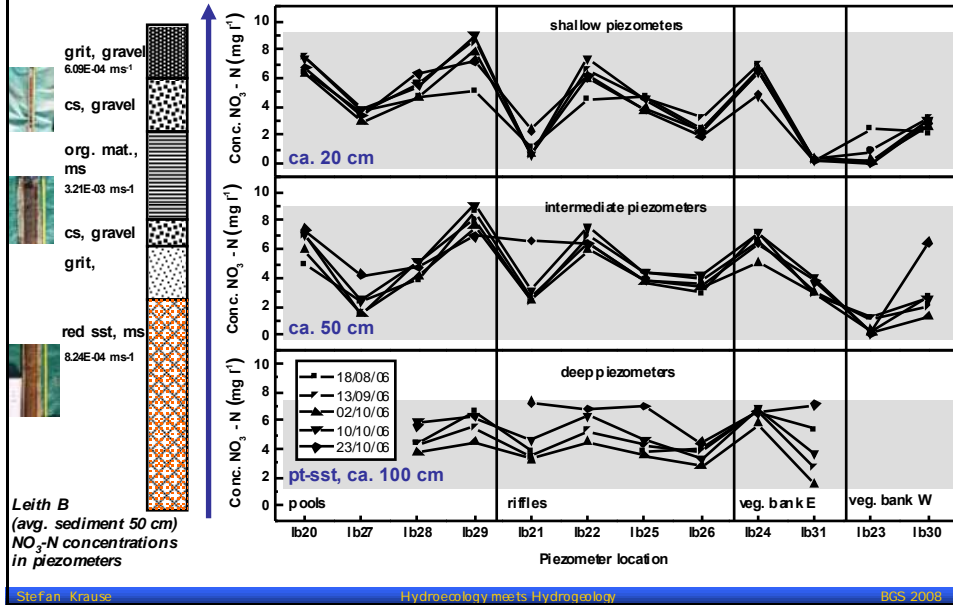 grit, gravel
6.09E-04 ms-1
cs, gravel
org. mat.,
ms
3.21E-03 ms-1
cs, gravel
grit,
red sst, ms
8.24E-04 ms-1
Leith B
(avg. sediment 50 cm)
NO3-N concentrations
in piezometers
Conc. NO3 - N (mg l-1)
10
8
6
4
2
0
shallow piezometers
ca. 20 cm
Conc. NO3 - N (mg l-1)
10
8
6
4
2
0
intermediate piezometers
ca. 50 cm
Conc. NO3 - N (mg l-1)
10
8
6
4
2
0
deep piezometers
18/08/06
13/09/06
02/10/06
10/10/06
23/10/06
pt-sst, ca. 100 cm
pools riffles veg. bank E veg. bank W
lb20 lb27 lb28 lb29 lb21 lb22 lb25 lb26 lb24 lb31 lb23 lb30
Piezometer location
Stefan Krause Hydroecology meets Hydrogeology BGS 2008